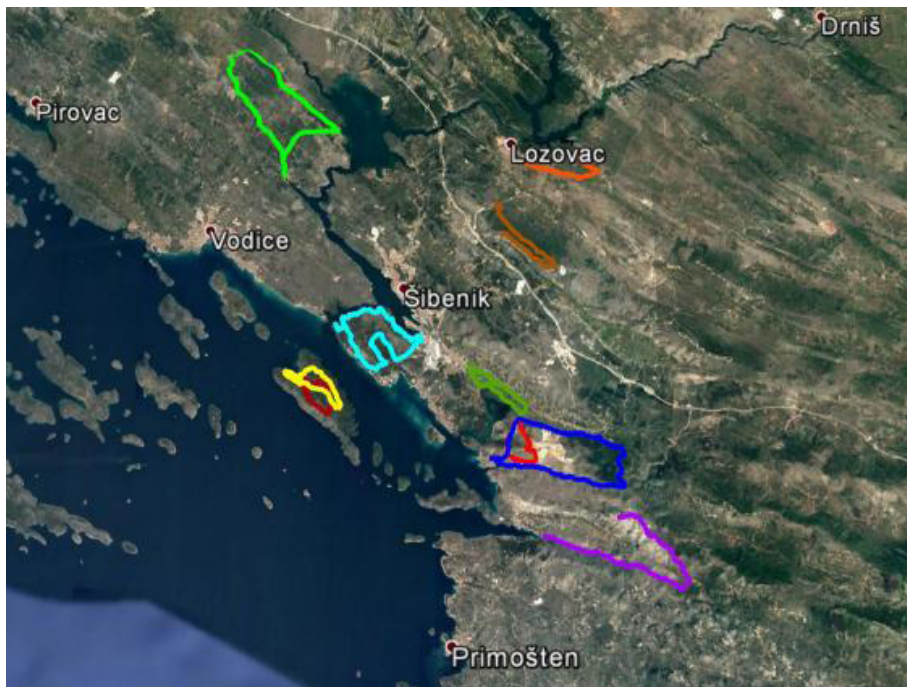 Drniš
Pirovac
Lozovac
Vodice
Šibenik
Primošten